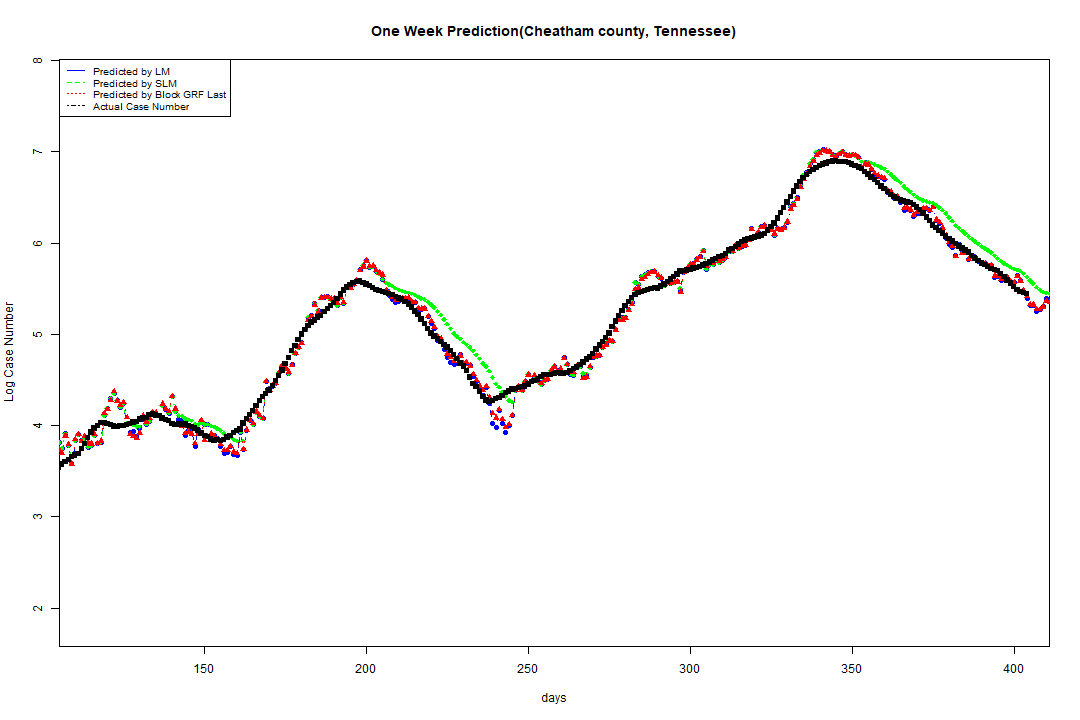 One Week Prediction(Cheatham county, Tennessee)
Predicted by LM
Predicted by SLM
Predicted by Block GRF Last
Actual Case Number
8
7
6
5
4
3
2
Log Case Number
150 200 250 300 350 400
days